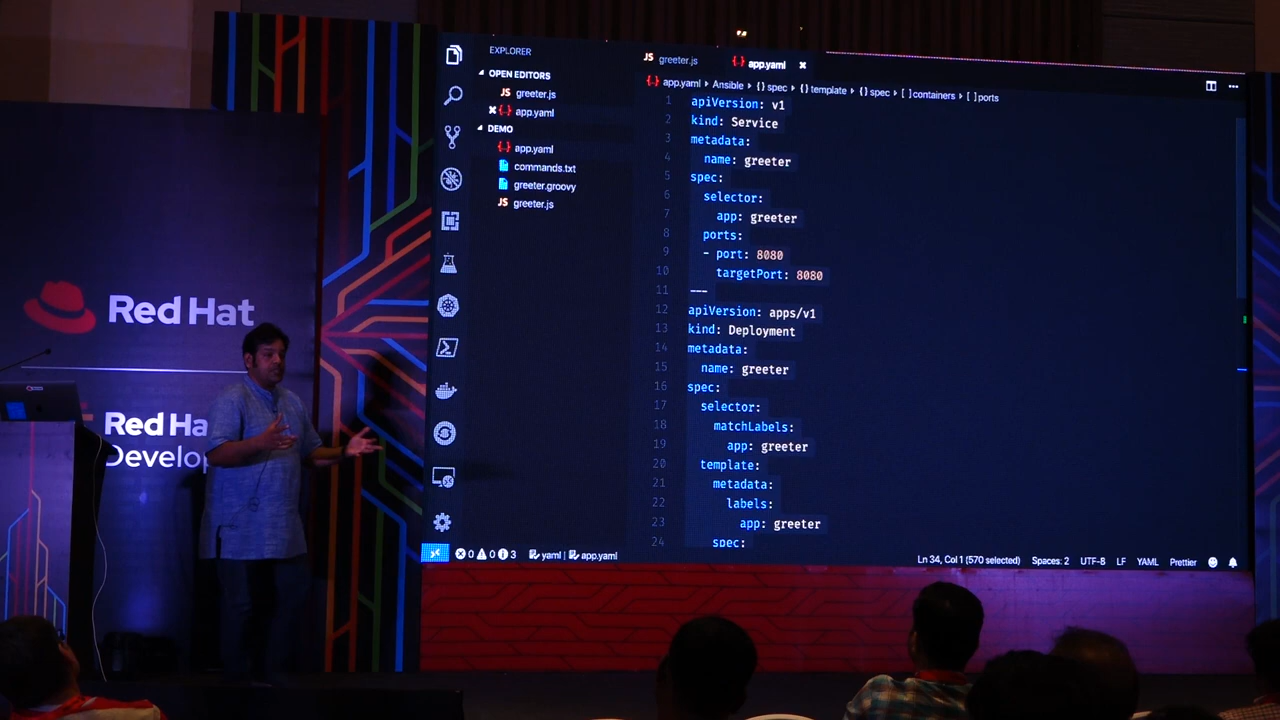 Red Hat
Red Ha
Develop
EXPLORER
OPEN EDITORS
JS greeter.js
app.yaml
DEMO
app.yaml
commands.txt
greeter.groovy
JS greeter.js
JS greeter.js
{} app.yaml ×
{} app.yaml ▸ Ansible ▸ {} spec ▸ {} template ▸ {} spec ▸ [ ] containers ▸ [ ] ports
1 apiVersion: v1
2 kind: Service
3 metadata:
4 name: greeter
5 spec:
6 selector:
7 app: greeter
8 ports:
9 - port: 8080
10 targetPort: 8080
11 ---
12 apiVersion: apps/v1
13 kind: Deployment
14 metadata:
15 name: greeter
16 spec:
17 selector:
18 matchLabels:
19 app: greeter
20 template:
21 metadata:
22 labels:
23 app: greeter
24 spec:
0 0 3 yaml | app.yaml
Ln 34, Col 1 (570 selected) Spaces: 2 UTF-8 LF YAML Prettier